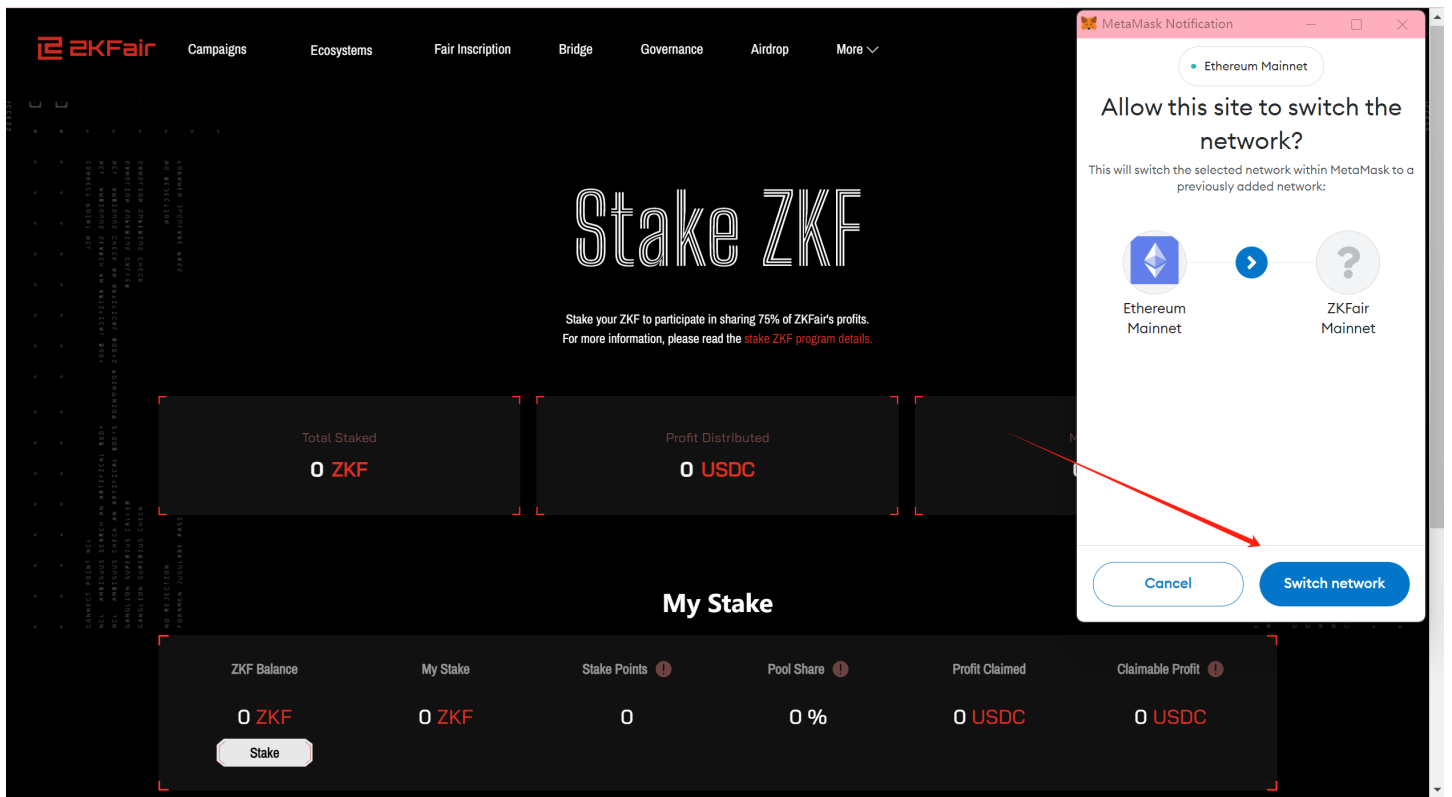 ZKFair
Campaigns
Ecosystems
Fair Inscription
Bridge
Governance
Airdrop
More
Stake ZKF
Stake your ZKF to participate in sharing 75% of ZKFair's profits.
For more information, please read the stake ZKF program details.
Total Staked
0 ZKF
Profit Distributed
0 USDC
My Stake
ZKF Balance
My Stake
Stake Points
Pool Share
Profit Claimed
Claimable Profit
0 ZKF
0 ZKF
0
0 %
0 USDC
0 USDC
Stake
MetaMask Notification
Ethereum Mainnet
Allow this site to switch the
network?
This will switch the selected network within MetaMask to a
previously added network:
Ethereum
Mainnet
ZKFair
Mainnet
Cancel
Switch network